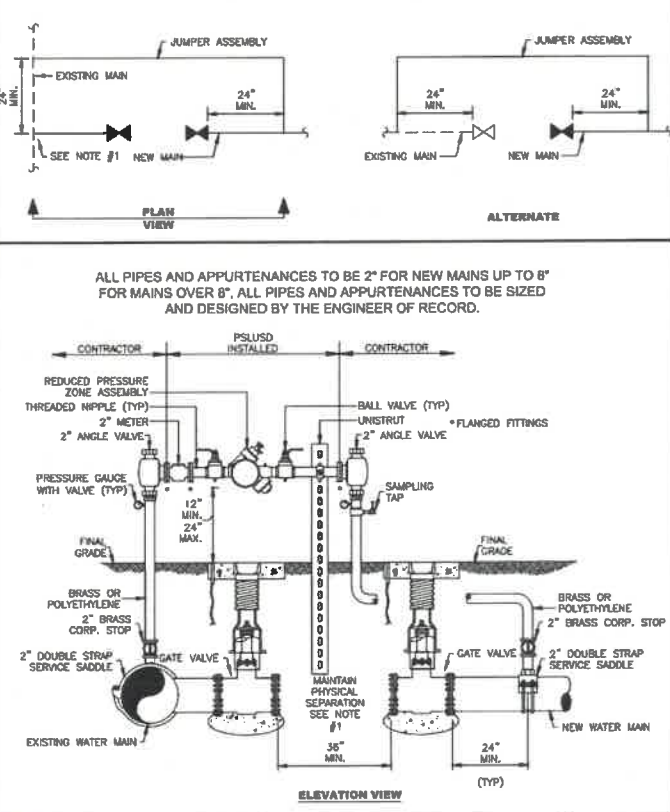 JUMPER ASSEMBLY
EXISTING MAIN
24"
MIN.
24"
MIN.
SEE NOTE #1
NEW MAIN
PLAN
VIEW
JUMPER ASSEMBLY
24"
MIN.
24"
MIN.
EXISTING MAIN
NEW MAIN
ALTERNATE
ALL PIPES AND APPURTENANCES TO BE 2" FOR NEW MAINS UP TO 8"
FOR MAINS OVER 8", ALL PIPES AND APPURTENANCES TO BE SIZED
AND DESIGNED BY THE ENGINEER OF RECORD.
CONTRACTOR
PSLUSD
INSTALLED
CONTRACTOR
REDUCED PRESSURE
ZONE ASSEMBLY
THREADED NIPPLE (TYP)
2" METER
2" ANGLE VALVE
BALL VALVE (TYP)
UNISTRUT
*FLANGED FITTINGS
2" ANGLE VALVE
PRESSURE GAUGE
WITH VALVE (TYP)
12"
MIN.
24"
MAX.
SAMPLING
TAP
FINAL
GRADE
FINAL
GRADE
BRASS OR
POLYETHYLENE
2" BRASS
CORP. STOP
2" DOUBLE STRAP
SERVICE SADDLE
GATE VALVE
EXISTING WATER MAIN
MAINTAIN
PHYSICAL
SEPARATION
SEE NOTE
#1
BRASS OR
POLYETHYLENE
2" BRASS CORP. STOP
GATE VALVE
2" DOUBLE STRAP
SERVICE SADDLE
NEW WATER MAIN
36"
MIN.
24"
MIN.
(TYP)
ELEVATION VIEW